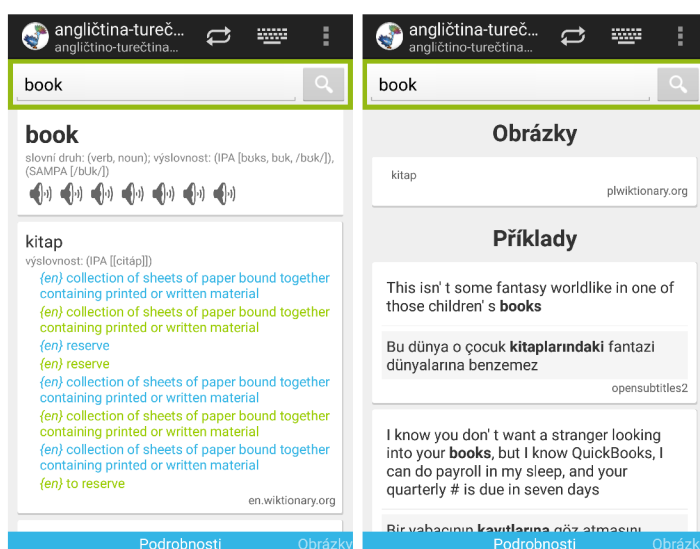 angličtina-tureč...
angličtino-turečtina...
book
book
slovní druh: (verb, noun); výslovnost: (IPA [bʊks, bʊk, /bʊk/]),
(SAMPA [/bUk/])
kitap
výslovnost: (IPA [[citáp]])
{en} collection of sheets of paper bound together
containing printed or written material
{en} collection of sheets of paper bound together
containing printed or written material
{en} reserve
{en} reserve
{en} collection of sheets of paper bound together
containing printed or written material
{en} collection of sheets of paper bound together
containing printed or written material
{en} collection of sheets of paper bound together
containing printed or written material
{en} to reserve
en.wiktionary.org
Podrobnosti
Obrázky
angličtina-tureč...
angličtino-turečtina...
book
Obrázky
kitap
plwiktionary.org
Příklady
This isn' t some fantasy worldlike in one of
those children' s books
Bu dünya o çocuk kitaplarındaki fantazi
dünyalarına benzemez
opensubtitles2
I know you don' t want a stranger looking
into your books, but I know QuickBooks, I
can do payroll in my sleep, and your
quarterly # is due in seven days
Bir yabacının kayıtlarına göz atmasını
Podrobnosti
Obrázk